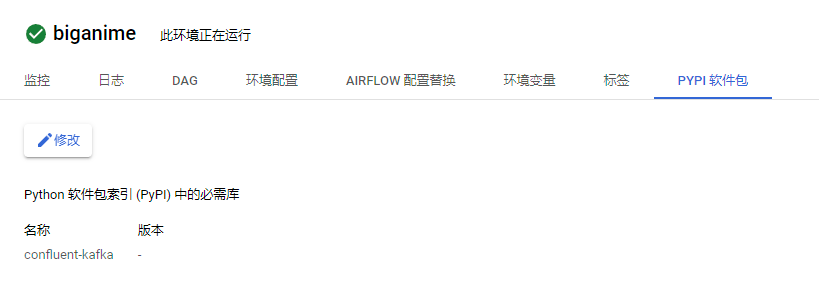 biganime 此环境正在运行
监控 日志 DAG 环境配置 AIRFLOW 配置替换 环境变量 标签 PYPI 软件包
修改
Python 软件包索引 (PyPI) 中的必需库
名称 版本
confluent-kafka -